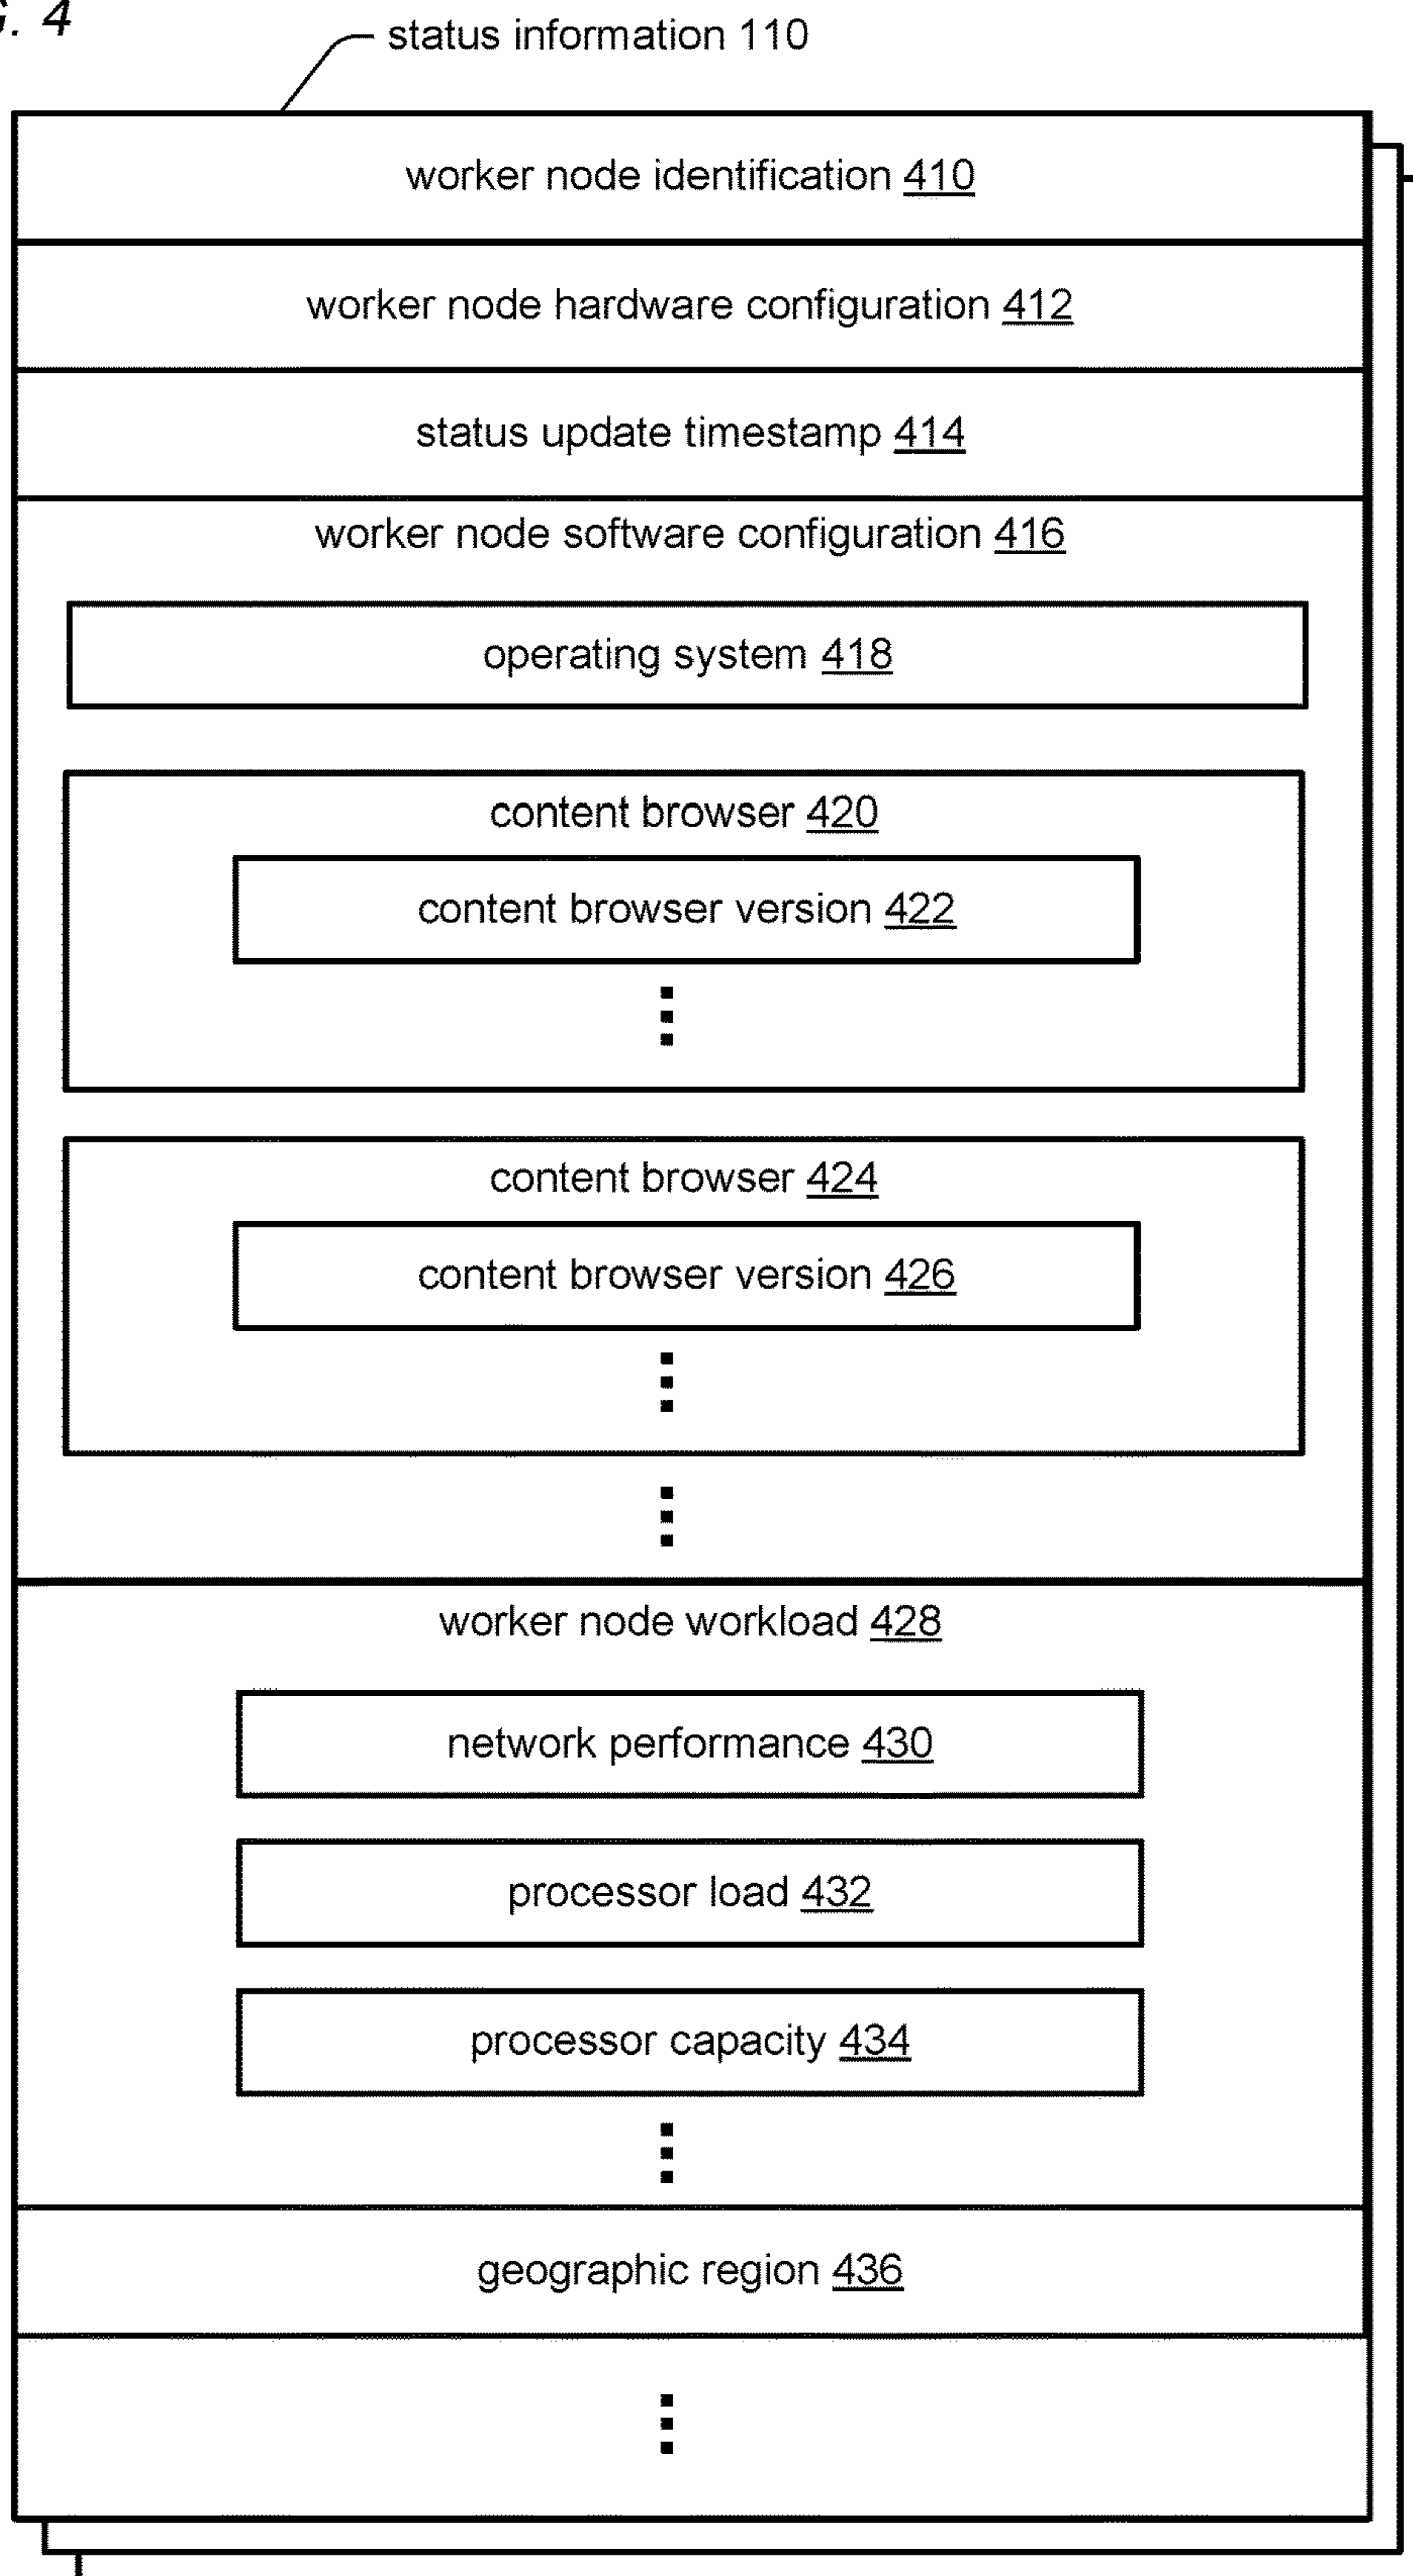 . 4
status information 110
worker node identification 410
worker node hardware configuration 412
status update timestamp 414
worker node software configuration 416
operating system 418
content browser 420
content browser version 422
content browser 424
content browser version 426
worker node workload 428
network performance 430
processor load 432
processor capacity 434
geographic region 436